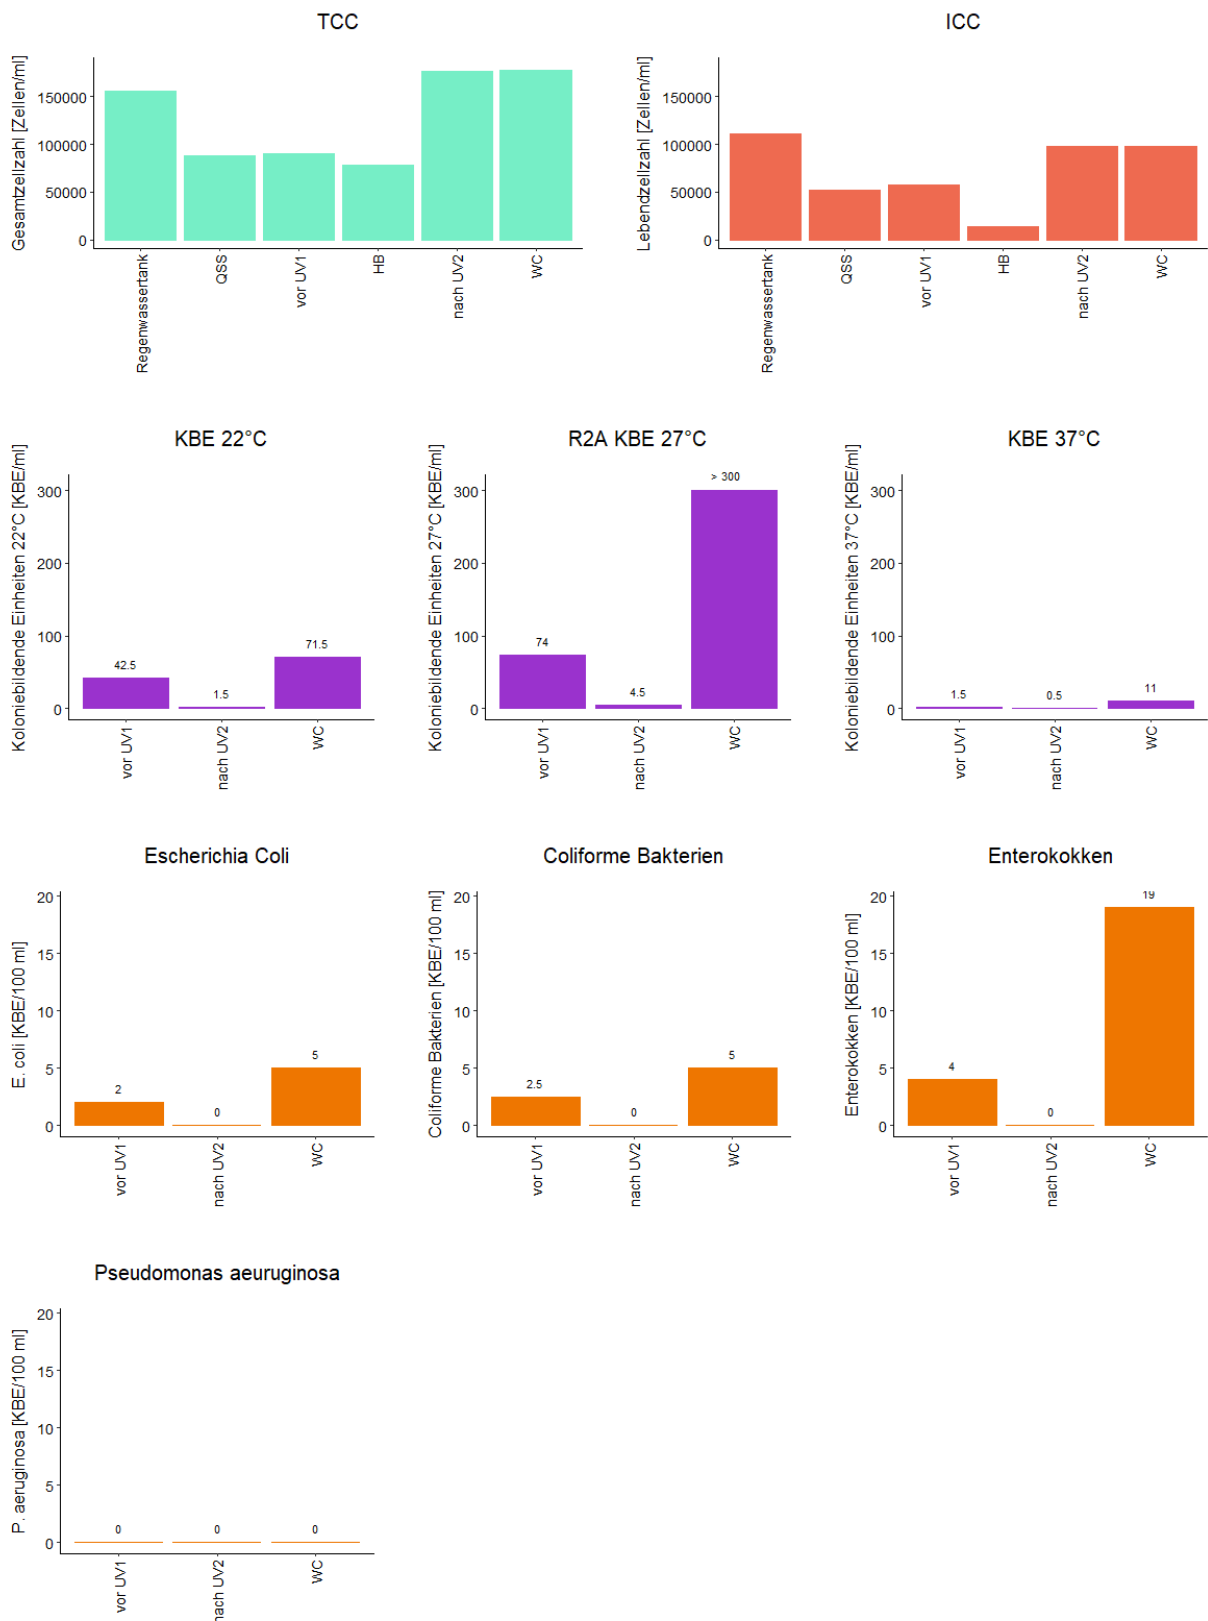 TCC
Gesamtzellzahl [Zellen/ml]
150000
100000
50000
0
Regenwassertank
QSS
vor UV1
HB
nach UV2
WC
ICC
Lebendzellzahl [Zellen/ml]
150000
100000
50000
0
Regenwassertank
QSS
vor UV1
HB
nach UV2
WC
KBE 22°C
Koloniebildende Einheiten 22°C [KBE/ml]
300
200
100
0
42.5
1.5
71.5
vor UV1
nach UV2
WC
R2A KBE 27°C
Koloniebildende Einheiten 27°C [KBE/ml]
300
200
100
0
74
4.5
> 300
vor UV1
nach UV2
WC
KBE 37°C
Koloniebildende Einheiten 37°C [KBE/ml]
300
200
100
0
1.5
0.5
11
vor UV1
nach UV2
WC
Escherichia Coli
E. coli [KBE/100 ml]
20
15
10
5
0
2
0
5
vor UV1
nach UV2
WC
Coliforme Bakterien
Coliforme Bakterien [KBE/100 ml]
20
15
10
5
0
2.5
0
5
vor UV1
nach UV2
WC
Enterokokken
Enterokokken [KBE/100 ml]
20
15
10
5
0
4
0
19
vor UV1
nach UV2
WC
Pseudomonas aeuruginosa
P. aeruginosa [KBE/100 ml]
20
15
10
5
0
0
0
0
vor UV1
nach UV2
WC